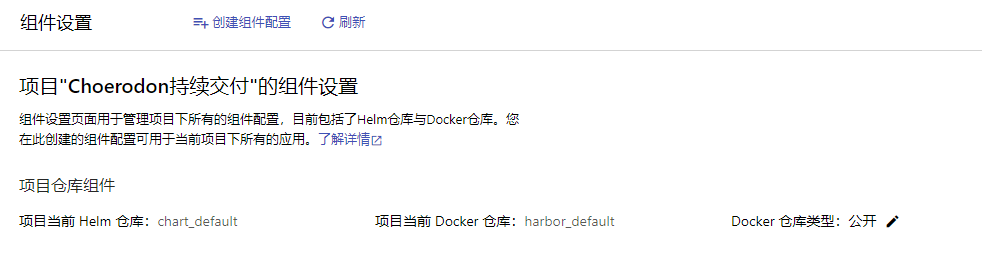 组件设置 创建组件配置 刷新
项目"Choerodon持续交付"的组件设置
组件设置页面用于管理项目下所有的组件配置，目前包括了Helm仓库与Docker仓库。您
在此创建的组件配置可用于当前项目下所有的应用。了解详情
项目仓库组件
项目当前 Helm 仓库：chart_default 项目当前 Docker 仓库：harbor_default Docker 仓库类型：公开